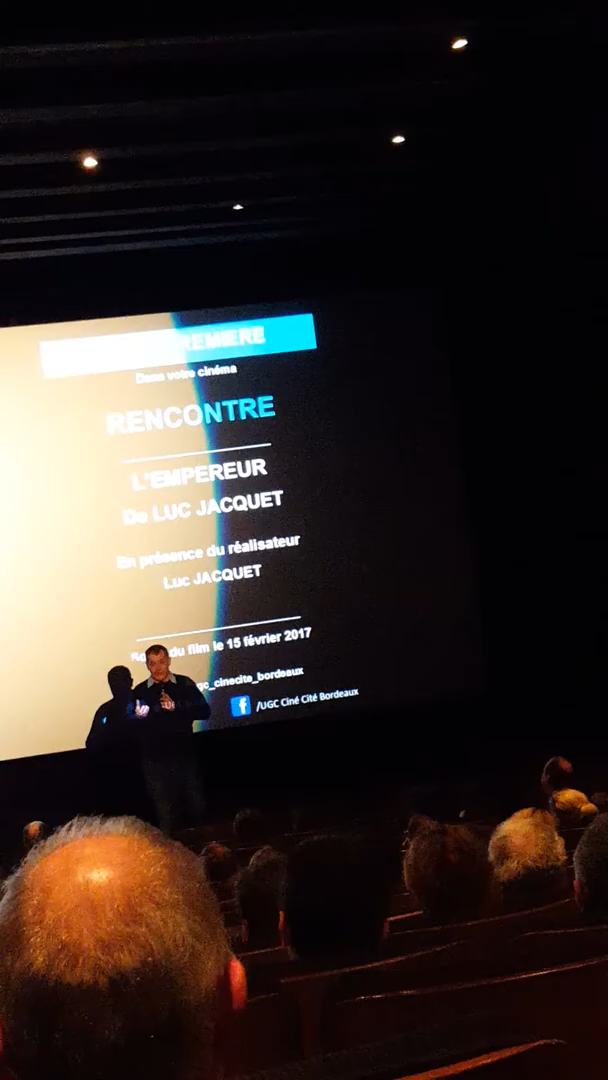 REMIERE
Dans votre cinéma
RENCONTRE
L'EMPEREUR
De LUC JACQUET
En présence du réalisateur
Luc JACQUET
du film le 15 février 2017
gc_cinecite_bordeaux
f /UGC Ciné Cité Bordeaux